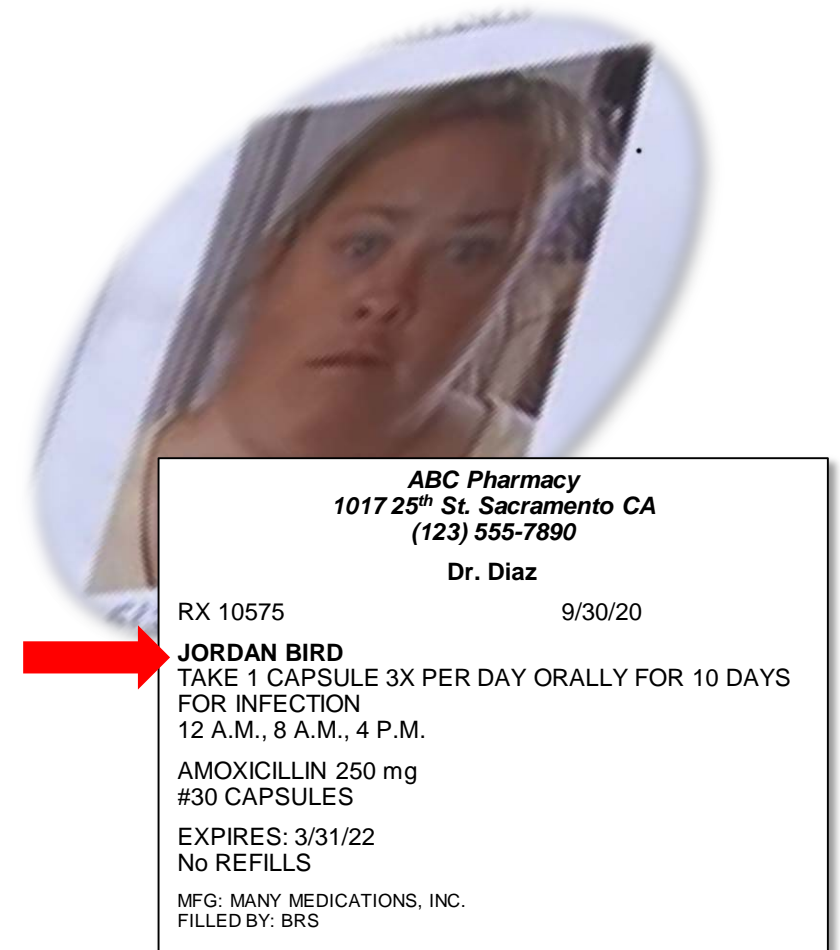 ABC Pharmacy
1017 25th St. Sacramento CA
(123) 555-7890
Dr. Diaz
RX 10575 9/30/20
JORDAN BIRD
TAKE 1 CAPSULE 3X PER DAY ORALLY FOR 10 DAYS
FOR INFECTION
12 A.M., 8 A.M., 4 P.M.
AMOXICILLIN 250 mg
#30 CAPSULES
EXPIRES: 3/31/22
No REFILLS
MFG: MANY MEDICATIONS, INC.
FILLED BY: BRS